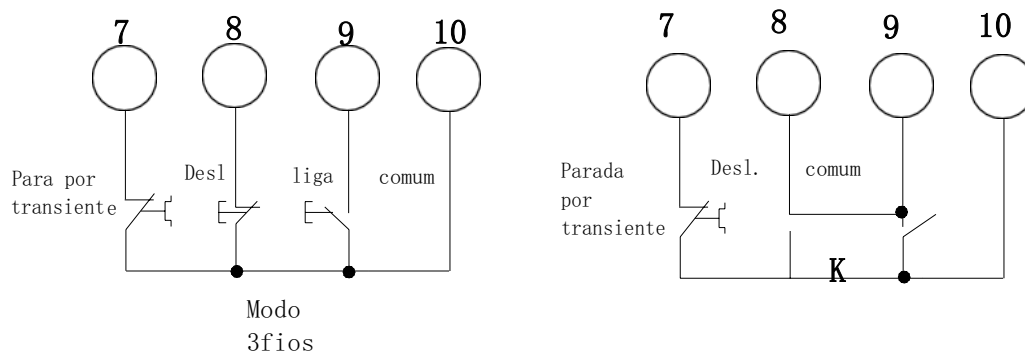 7 8 9 10
Para por
transiente
Desl
liga
comum
Modo
3fios
7 8 9 10
Parada
por
transiente
Desl.
comum
K